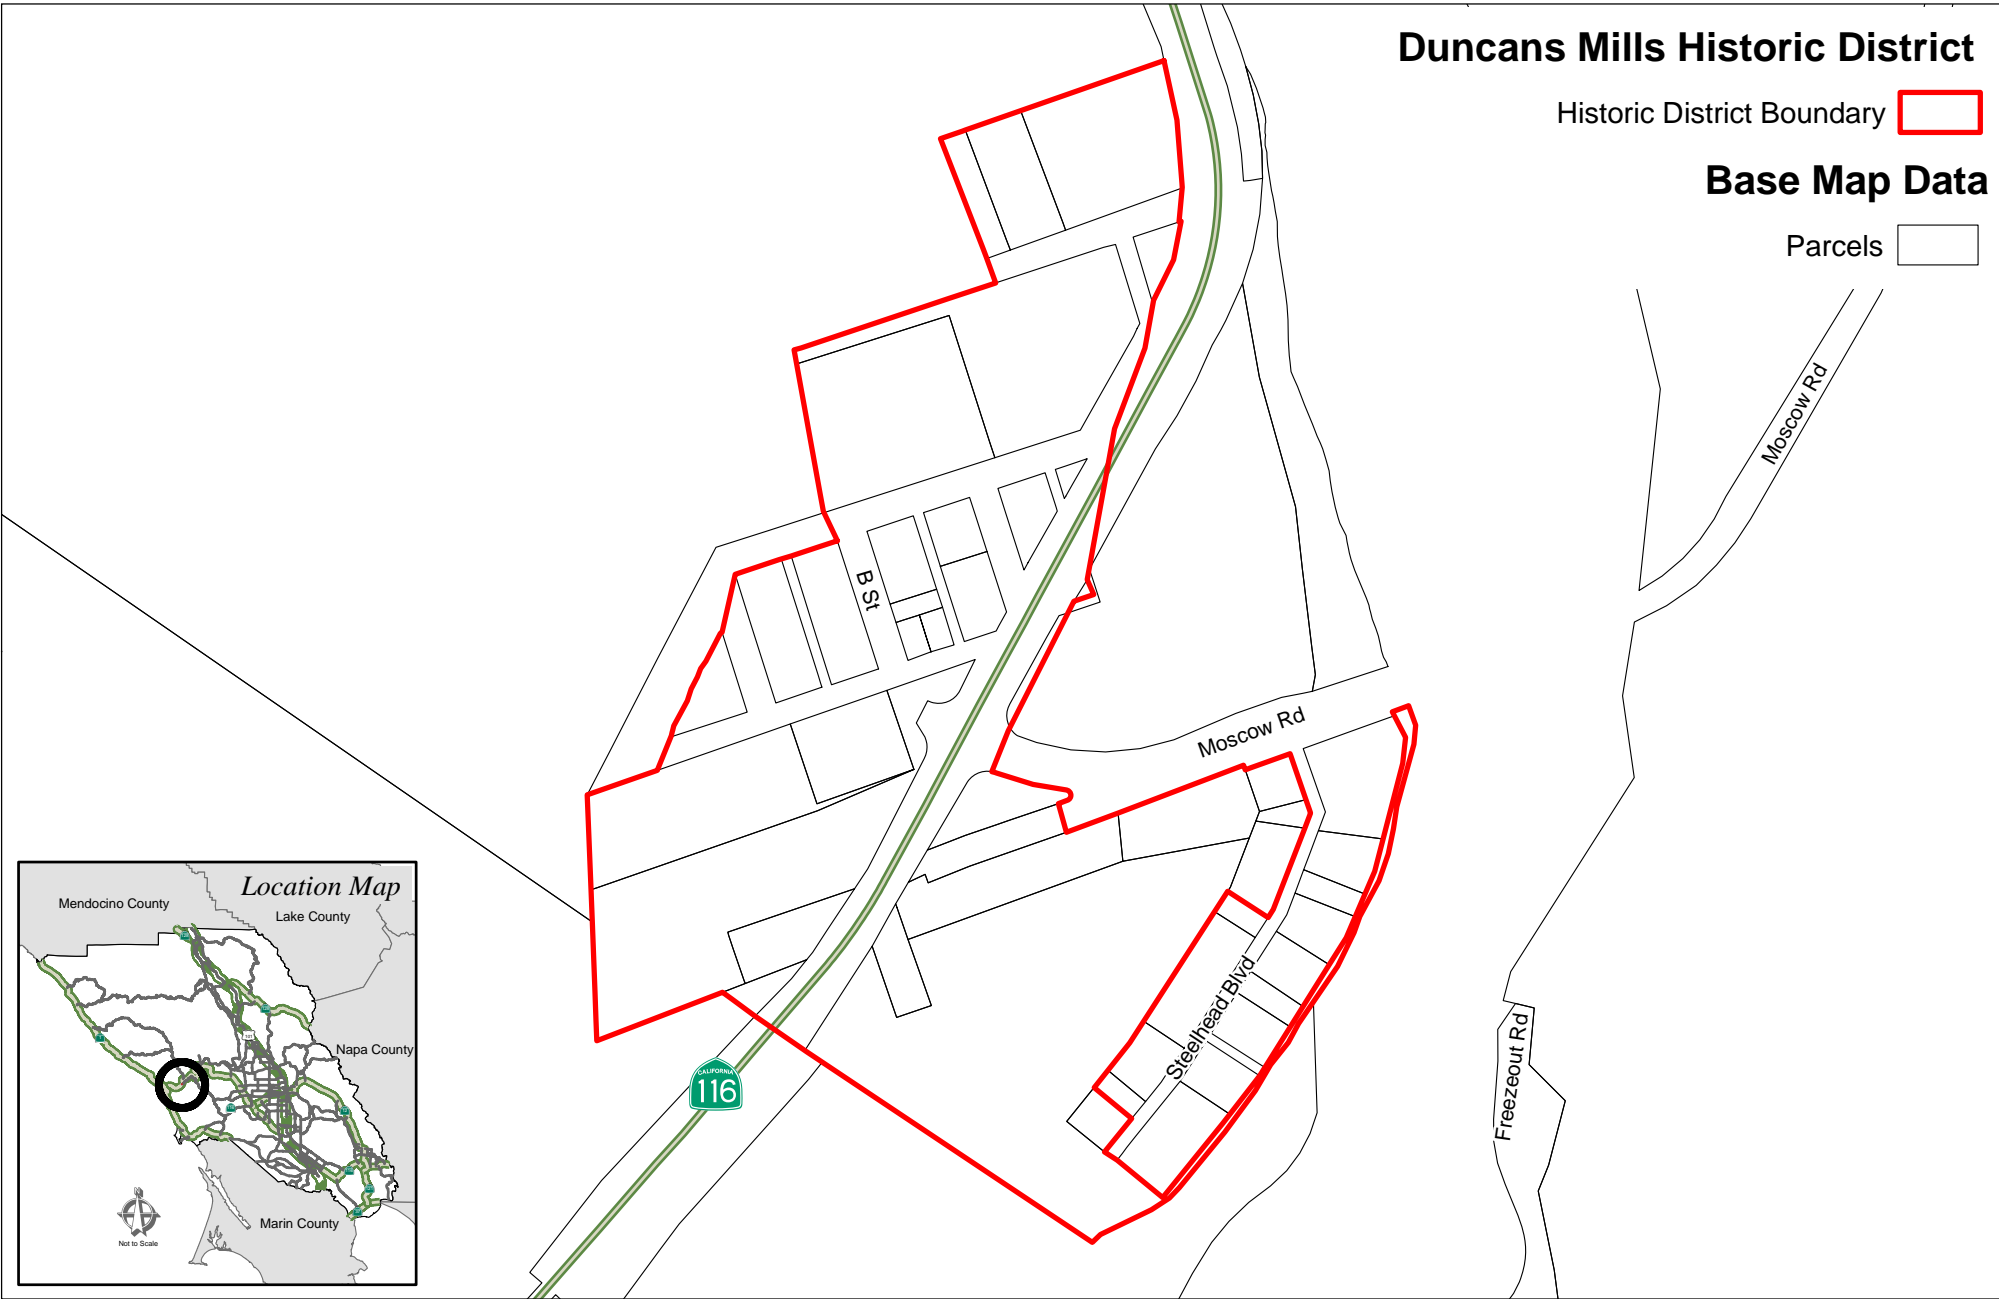 Duncans Mills Historic District
Historic District Boundary
Base Map Data
Parcels
Moscow Rd
B St
Moscow Rd
Steelhead Blvd
Freezeout Rd
CALIFORNIA
116
Location Map
Mendocino County
Lake County
101
Napa County
Marin County
Not to Scale